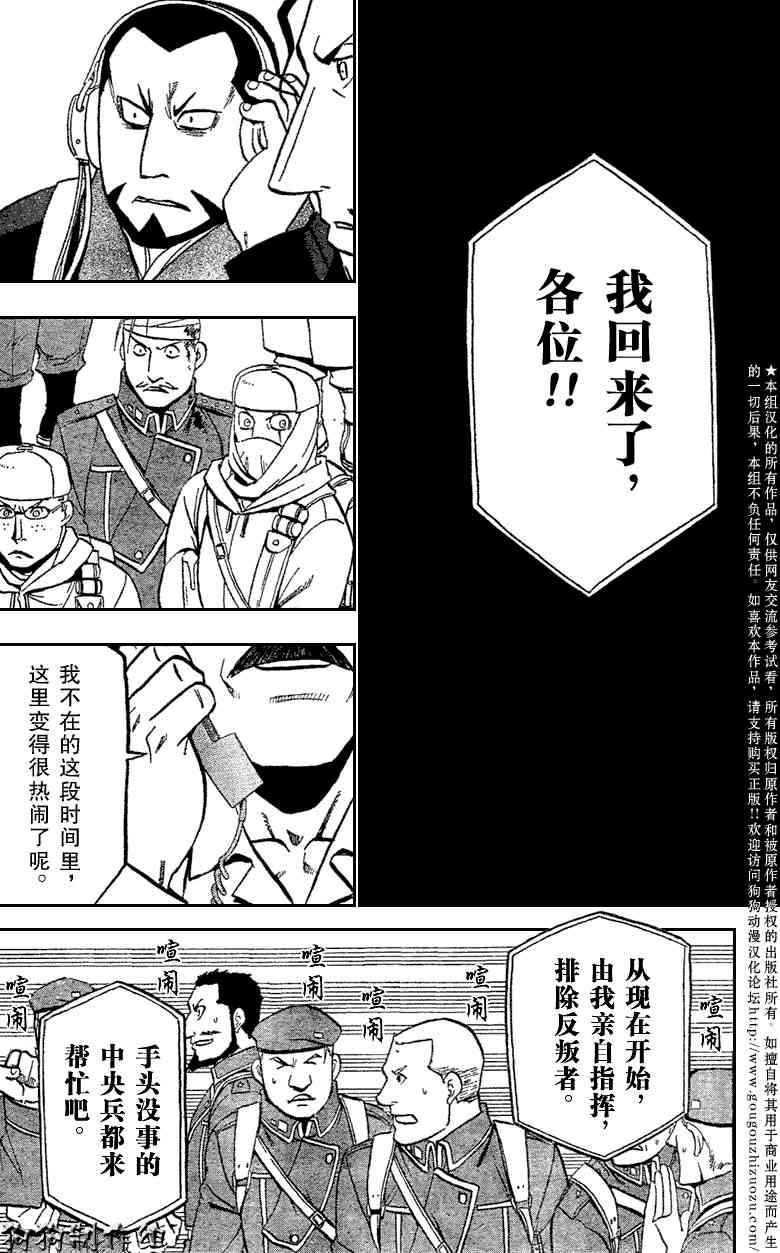 我回来了，
各位!!
我不在的这段时间里，
这里变得很热闹了呢。
从现在开始，
由我亲自指挥，
排除反叛者。
手头没事的
中央兵都来
帮忙吧。
喧闹
喧闹
喧闹
喧闹
喧闹
★本组汉化的所有作品，仅供网友交流参考试看，所有版权归原作者和被原作者授权的出版社所有。如擅自将其用于商业用途而产生
的一切后果，本组不负任何责任。如喜欢本作品，请支持购买正版!!欢迎访问狗狗动漫汉化论坛http://www.gougouzhizuozu.com/
狗狗制作组